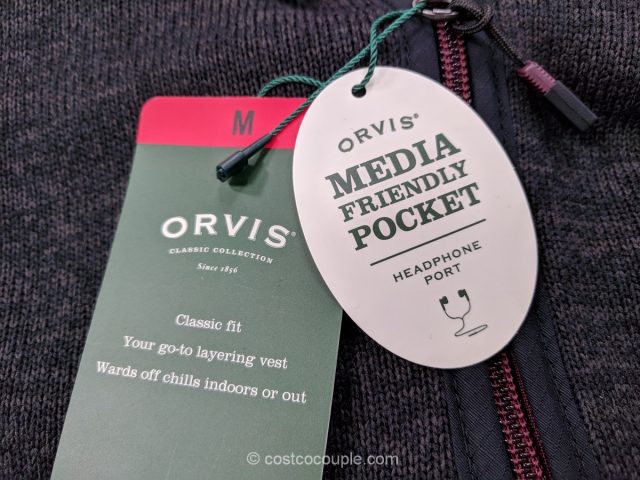 M
ORVIS®
CLASSIC COLLECTION
Since 1856
Classic fit
Your go-to layering vest
Wards off chills indoors or out
ORVIS®
MEDIA
FRIENDLY
POCKET
HEADPHONE
PORT
© costcocouple.com